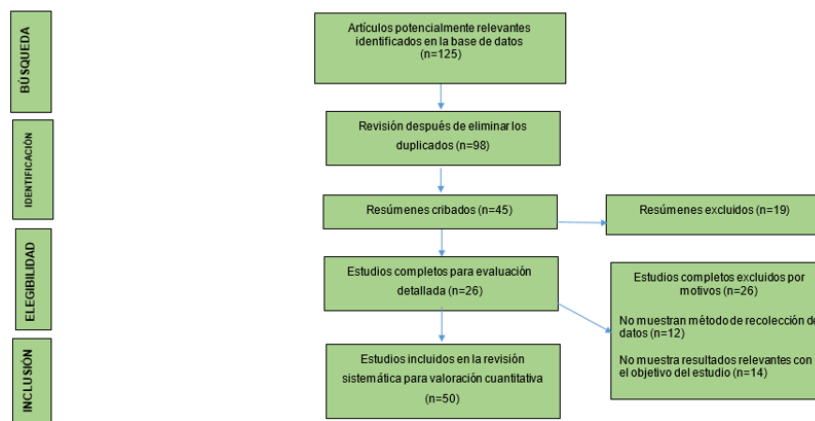 BÚSQUEDA
Artículos potencialmente relevantes
identificados en la base de datos
(n=125)
IDENTIFICACIÓN
Revisión después de eliminar los
duplicados (n=98)
Resúmenes cribados (n=45)
Resúmenes excluidos (n=19)
ELEGIBILIDAD
Estudios completos para evaluación
detallada (n=26)
Estudios completos excluidos por
motivos (n=26)
No muestran método de recolección de
datos (n=12)
No muestra resultados relevantes con
el objetivo del estudio (n=14)
INCLUSIÓN
Estudios incluidos en la revisión
sistemática para valoración cuantitativa
(n=50)